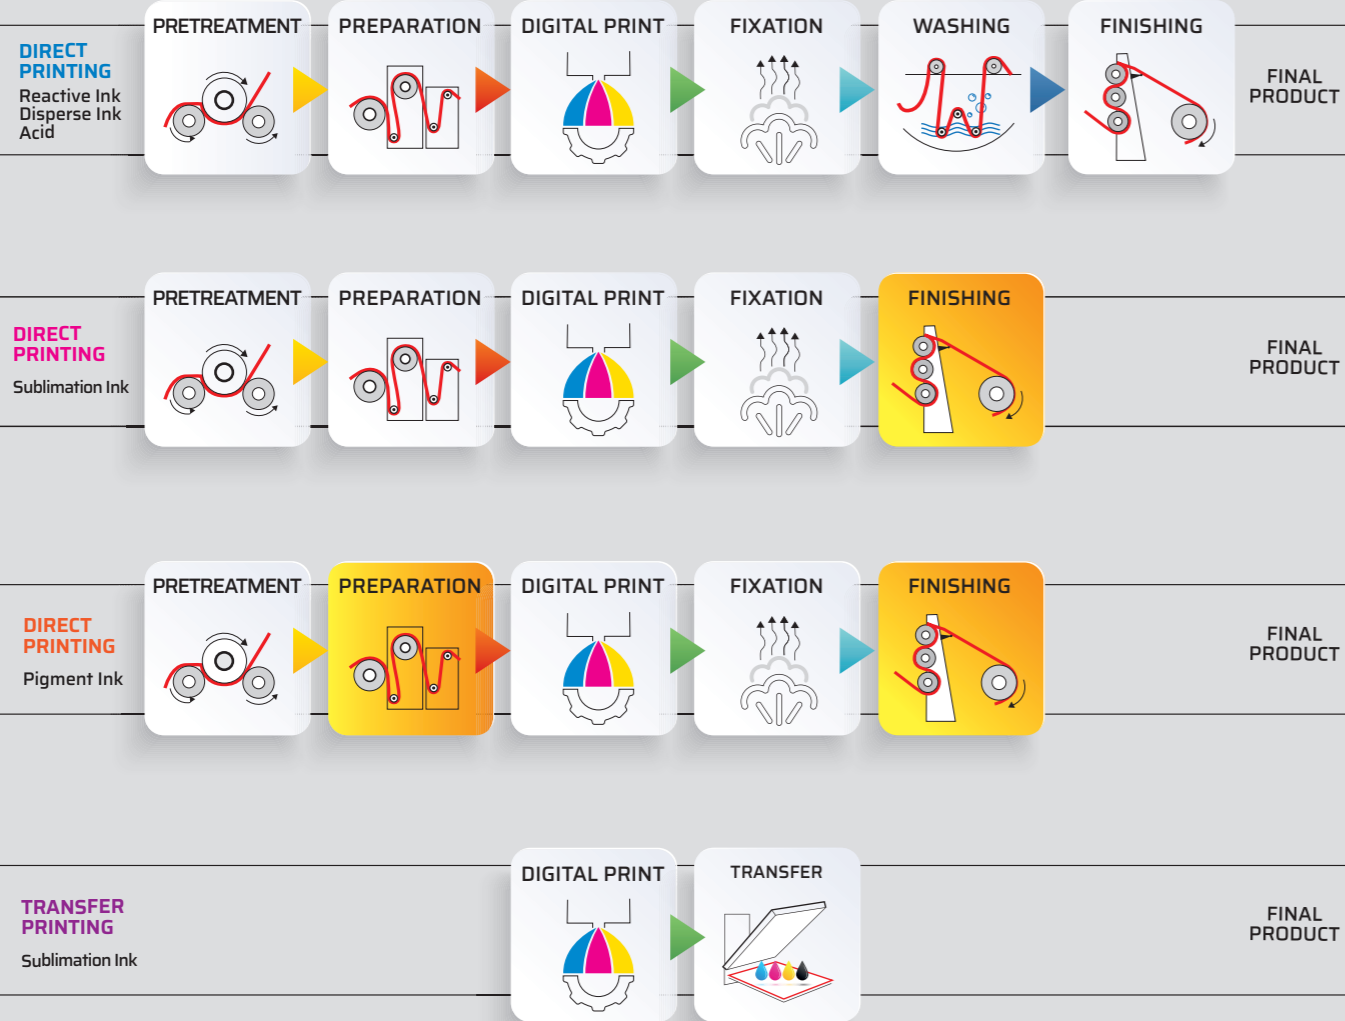 PRETREATMENT
PREPARATION
DIGITAL PRINT
FIXATION
WASHING
FINISHING
DIRECT
PRINTING
Reactive Ink
Disperse Ink
Acid
FINAL
PRODUCT
PRETREATMENT
PREPARATION
DIGITAL PRINT
FIXATION
FINISHING
DIRECT
PRINTING
Sublimation Ink
FINAL
PRODUCT
PRETREATMENT
PREPARATION
DIGITAL PRINT
FIXATION
FINISHING
DIRECT
PRINTING
Pigment Ink
FINAL
PRODUCT
DIGITAL PRINT
TRANSFER
TRANSFER
PRINTING
Sublimation Ink
FINAL
PRODUCT